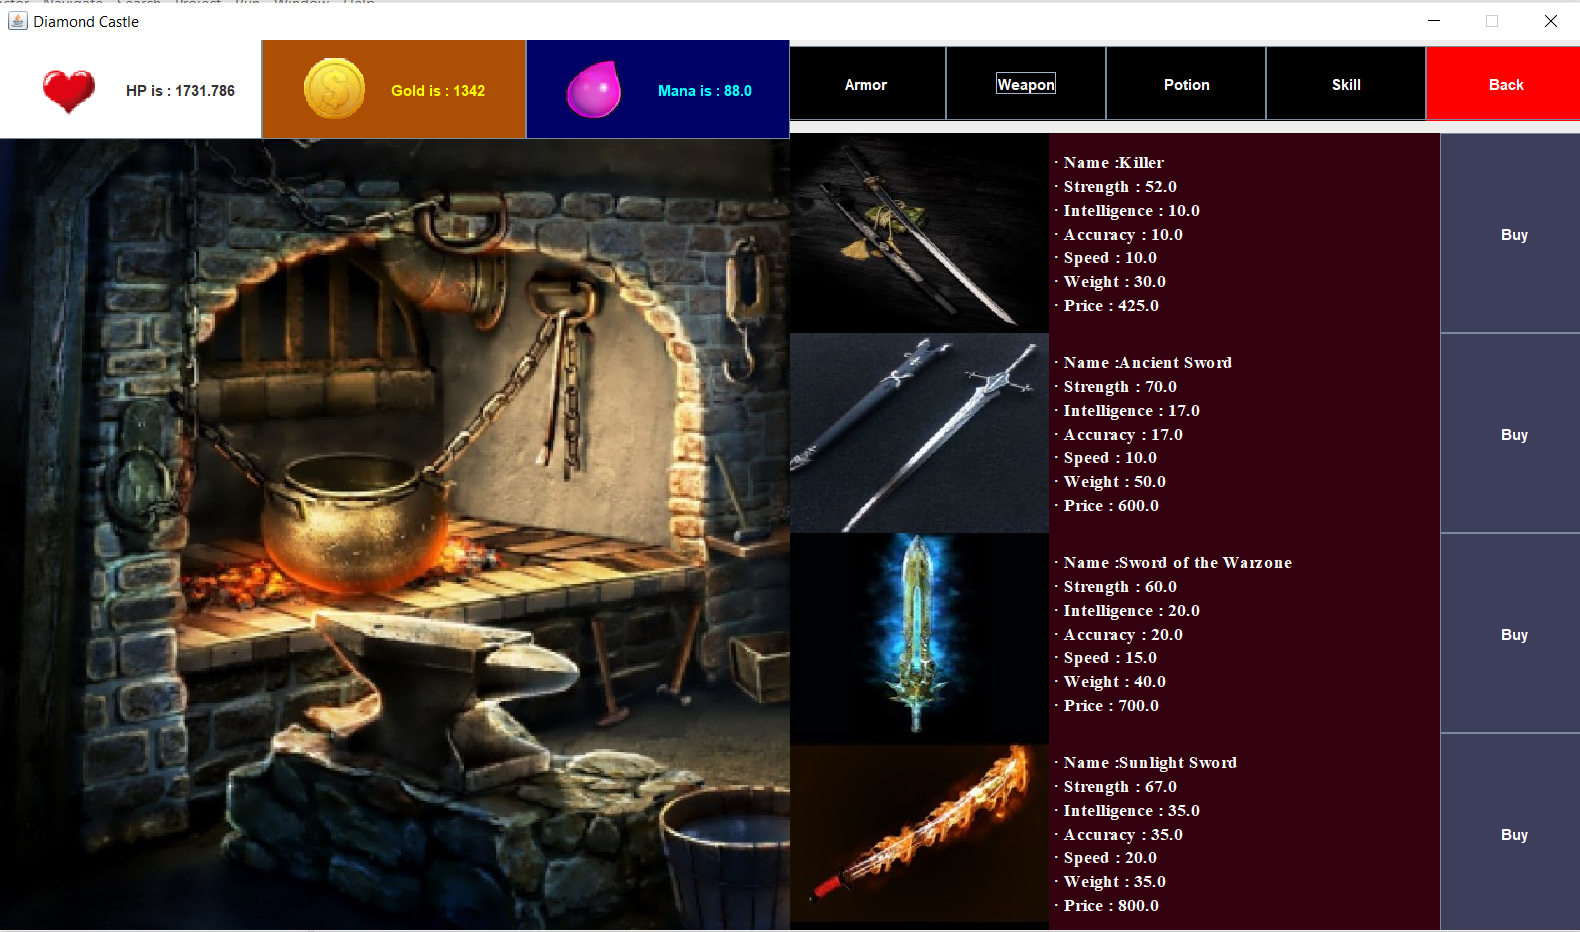 Diamond Castle
HP is : 1731.786
Gold is : 1342
Mana is : 88.0
Armor
Weapon
Potion
Skill
Back
· Name :Killer
· Strength : 52.0
· Intelligence : 10.0
· Accuracy : 10.0
· Speed : 10.0
· Weight : 30.0
· Price : 425.0
Buy
· Name :Ancient Sword
· Strength : 70.0
· Intelligence : 17.0
· Accuracy : 17.0
· Speed : 10.0
· Weight : 50.0
· Price : 600.0
Buy
· Name :Sword of the Warzone
· Strength : 60.0
· Intelligence : 20.0
· Accuracy : 20.0
· Speed : 15.0
· Weight : 40.0
· Price : 700.0
Buy
· Name :Sunlight Sword
· Strength : 67.0
· Intelligence : 35.0
· Accuracy : 35.0
· Speed : 20.0
· Weight : 35.0
· Price : 800.0
Buy